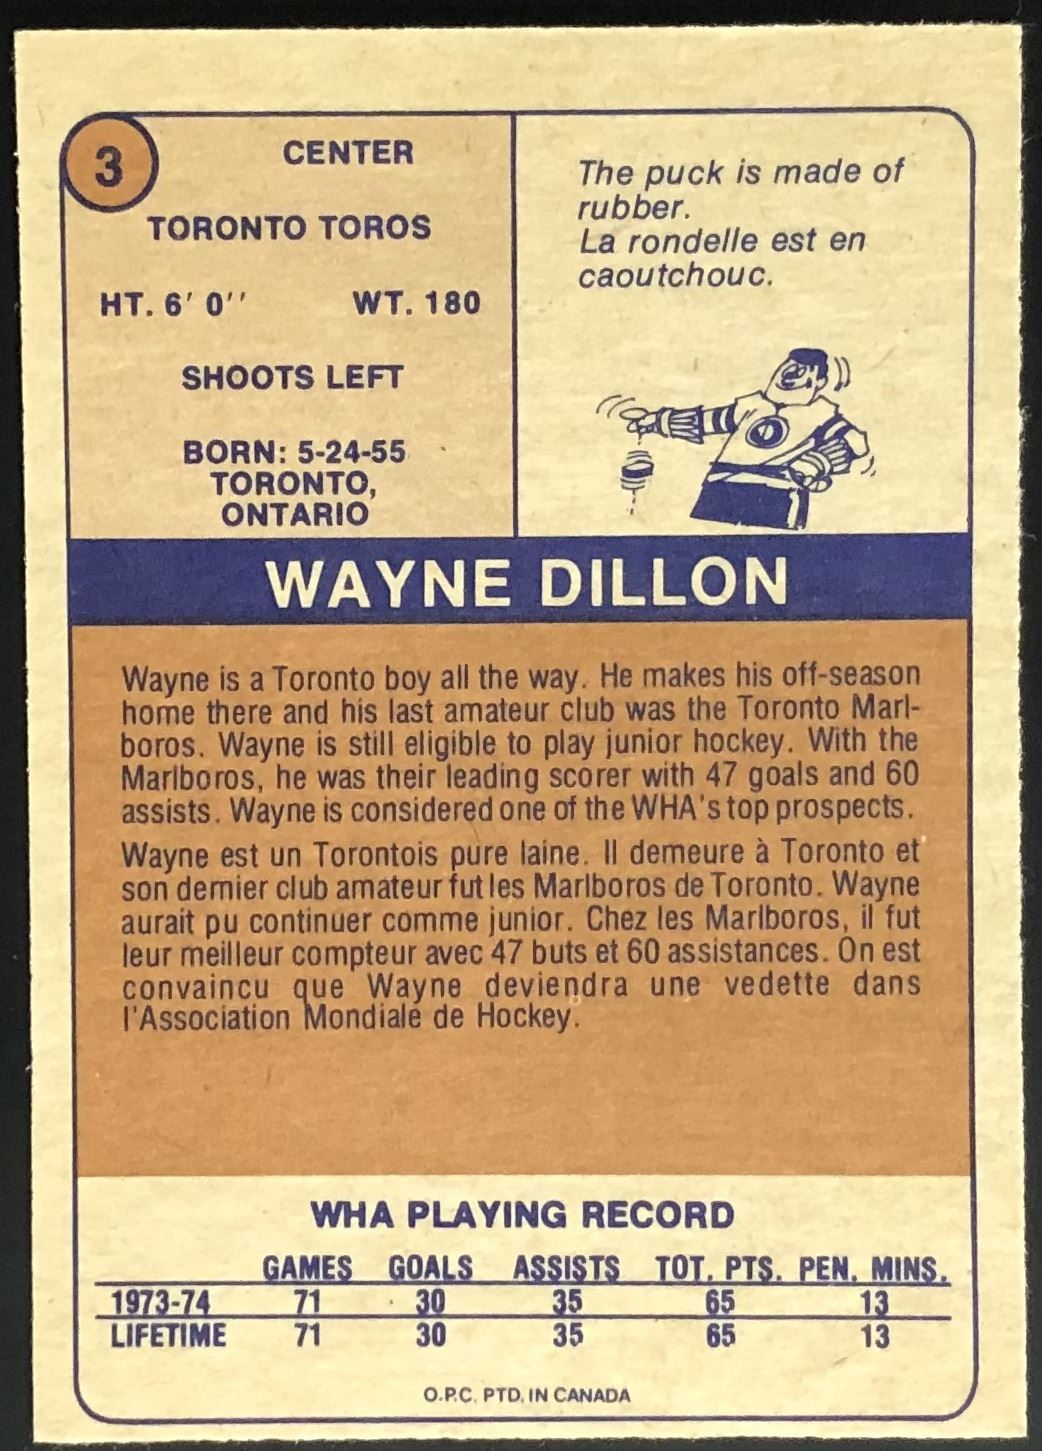 3
CENTER
TORONTO TOROS
HT. 6' 0''    WT. 180
SHOOTS LEFT
BORN: 5-24-55
TORONTO,
ONTARIO
The puck is made of
rubber.
La rondelle est en
caoutchouc.
WAYNE DILLON
Wayne is a Toronto boy all the way. He makes his off-season
home there and his last amateur club was the Toronto Marl-
boros. Wayne is still eligible to play junior hockey. With the
Marlboros, he was their leading scorer with 47 goals and 60
assists. Wayne is considered one of the WHA's top prospects.
Wayne est un Torontois pure laine. Il demeure à Toronto et
son dernier club amateur fut les Marlboros de Toronto. Wayne
aurait pu continuer comme junior. Chez les Marlboros, il fut
leur meilleur compteur avec 47 buts et 60 assistances. On est
convaincu que Wayne deviendra une vedette dans
l'Association Mondiale de Hockey.
WHA PLAYING RECORD
GAMES GOALS ASSISTS TOT. PTS. PEN. MINS.
1973-74 71 30 35 65 13
LIFETIME 71 30 35 65 13
O.P.C. PTD. IN CANADA